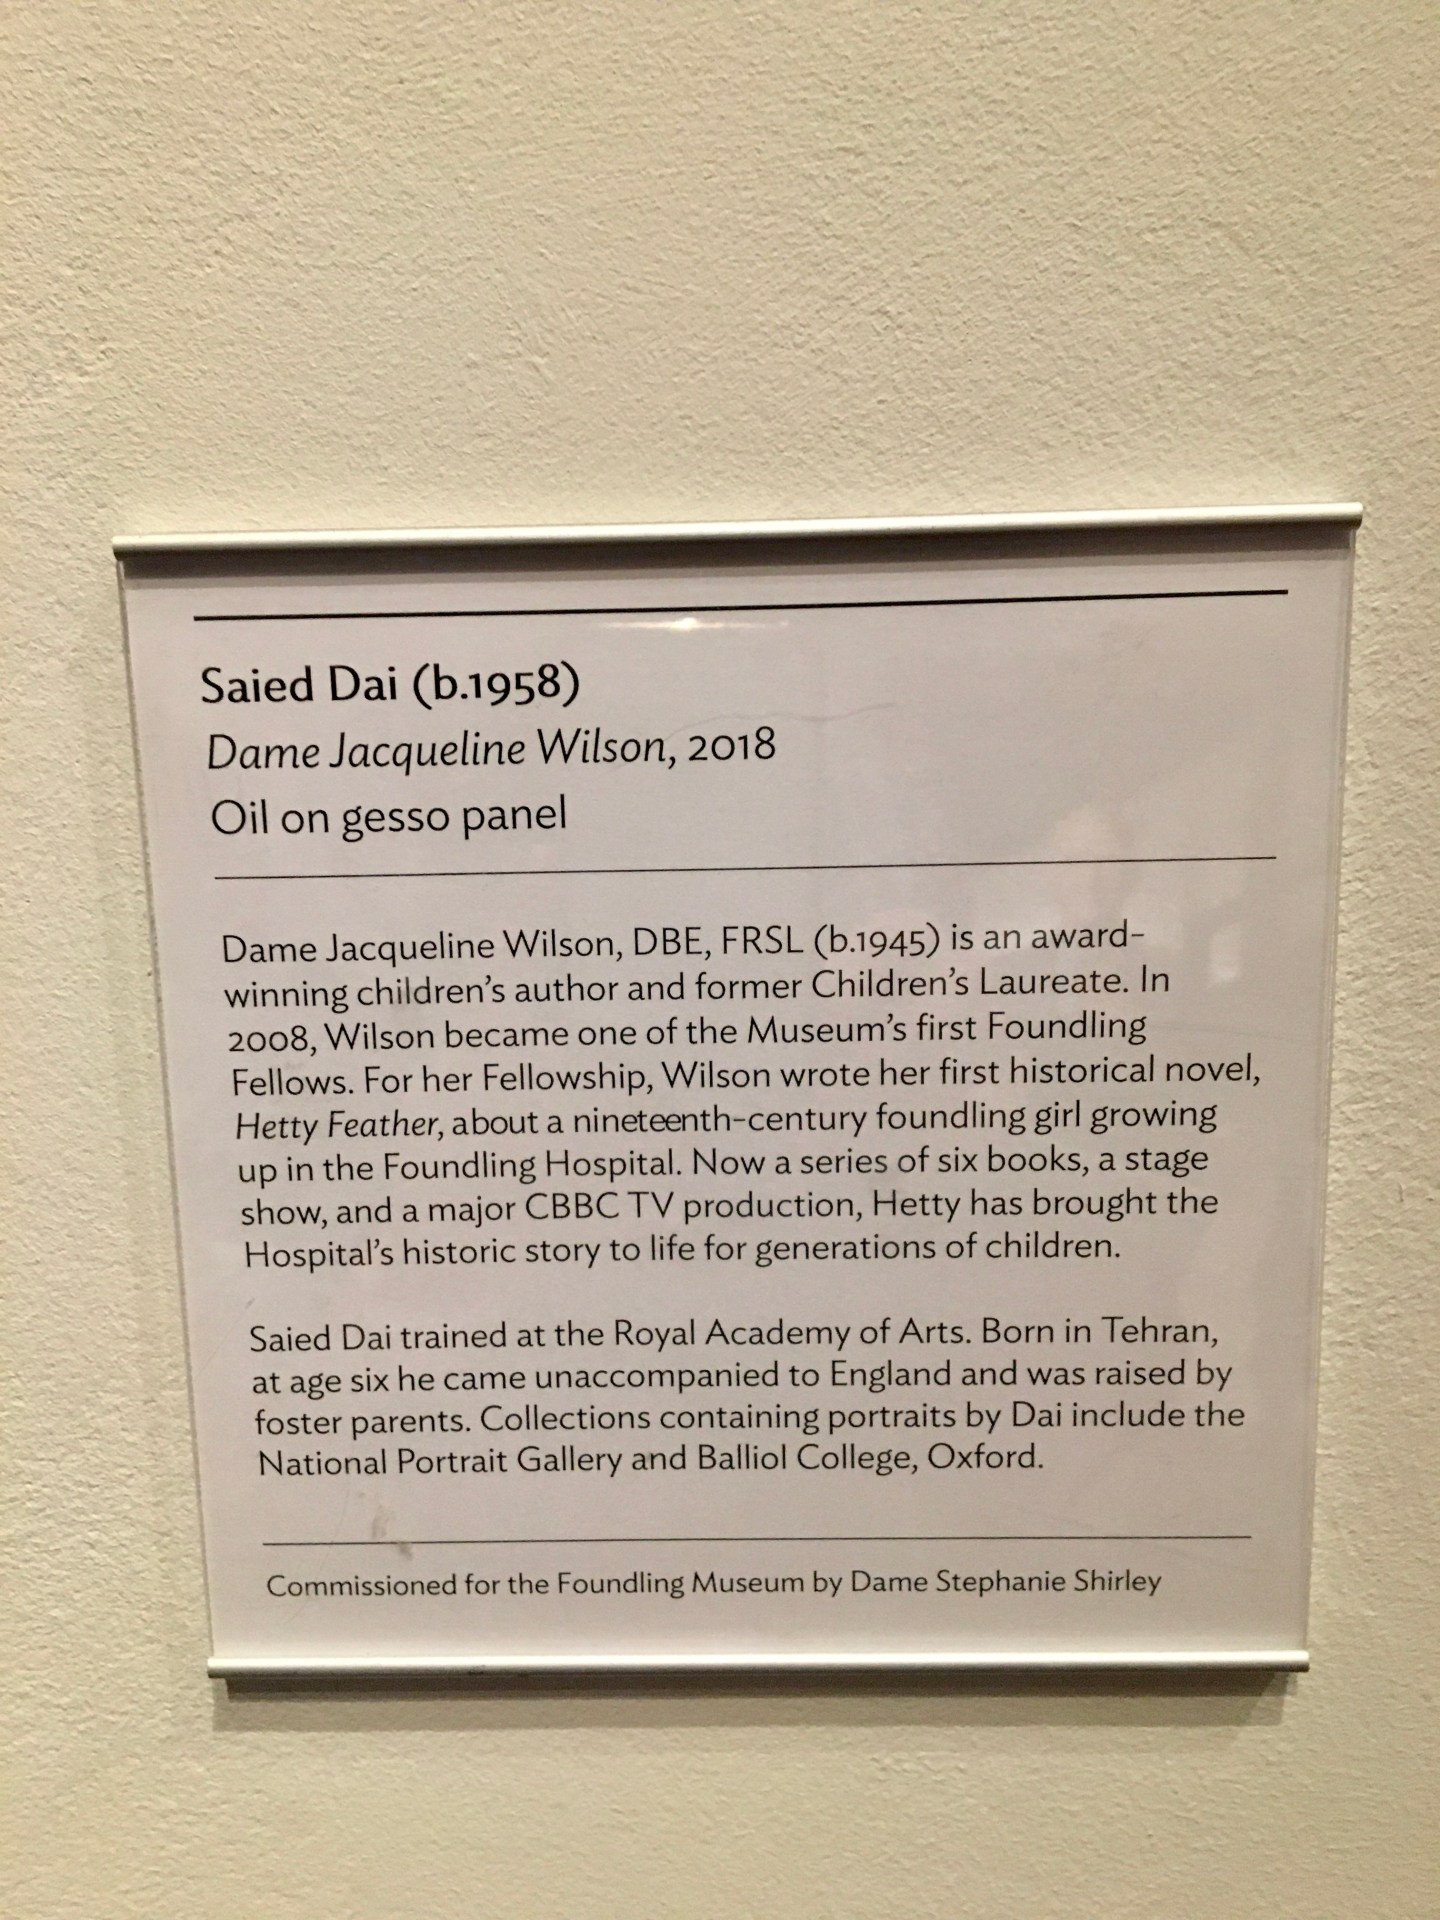 Saied Dai (b.1958)
Dame Jacqueline Wilson, 2018
Oil on gesso panel
Dame Jacqueline Wilson, DBE, FRSL (b.1945) is an award-
winning children's author and former Children's Laureate. In
2008, Wilson became one of the Museum's first Foundling
Fellows. For her Fellowship, Wilson wrote her first historical novel,
Hetty Feather, about a nineteenth-century foundling girl growing
up in the Foundling Hospital. Now a series of six books, a stage
show, and a major CBBC TV production, Hetty has brought the
Hospital's historic story to life for generations of children.
Saied Dai trained at the Royal Academy of Arts. Born in Tehran,
at age six he came unaccompanied to England and was raised by
foster parents. Collections containing portraits by Dai include the
National Portrait Gallery and Balliol College, Oxford.
Commissioned for the Foundling Museum by Dame Stephanie Shirley